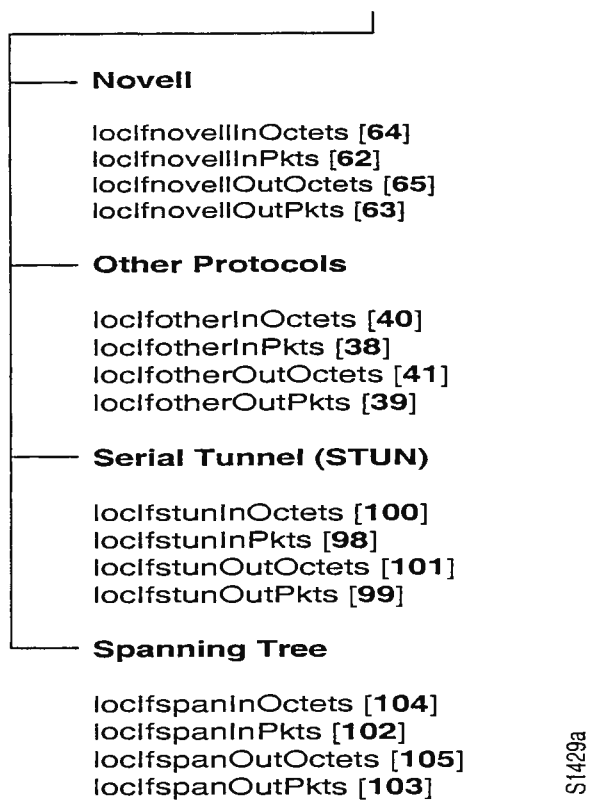 Novell
locIfnovellInOctets [64]
locIfnovellInPkts [62]
locIfnovellOutOctets [65]
locIfnovellOutPkts [63]
Other Protocols
locIfotherInOctets [40]
locIfotherInPkts [38]
locIfotherOutOctets [41]
locIfotherOutPkts [39]
Serial Tunnel (STUN)
locIfstunInOctets [100]
locIfstunInPkts [98]
locIfstunOutOctets [101]
locIfstunOutPkts [99]
Spanning Tree
locIfspanInOctets [104]
locIfspanInPkts [102]
locIfspanOutOctets [105]
locIfspanOutPkts [103]
S1429a